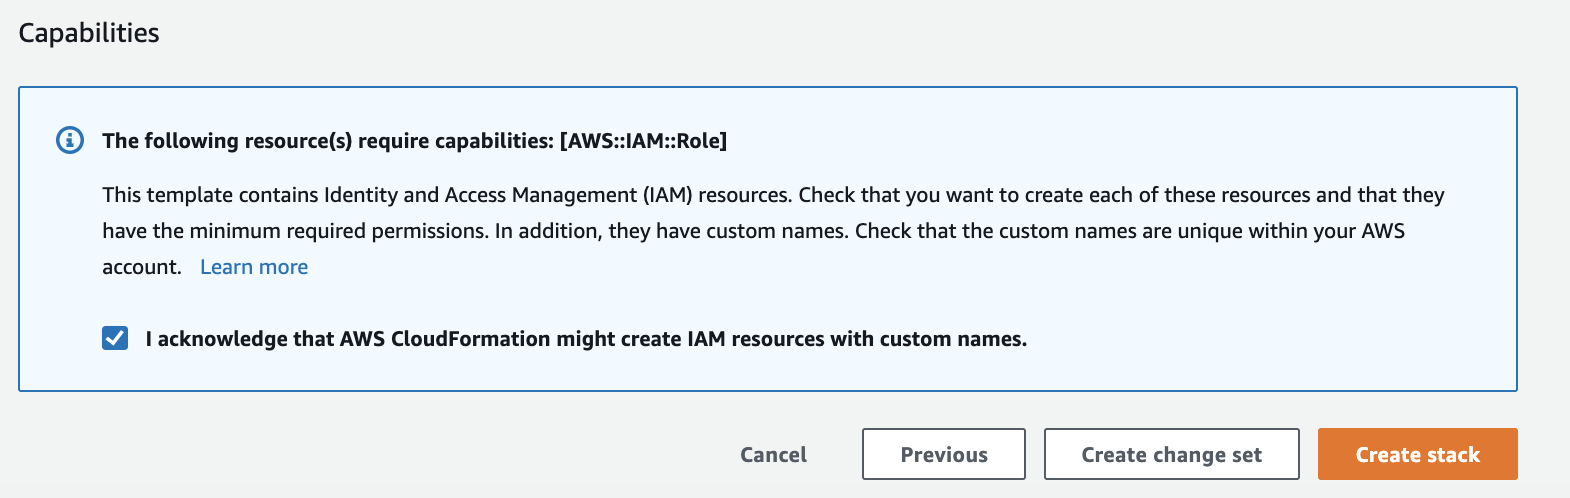 Capabilities
The following resource(s) require capabilities: [AWS::IAM::Role]
This template contains Identity and Access Management (IAM) resources. Check that you want to create each of these resources and that they
have the minimum required permissions. In addition, they have custom names. Check that the custom names are unique within your AWS
account. Learn more
I acknowledge that AWS CloudFormation might create IAM resources with custom names.
Cancel Previous Create change set Create stack